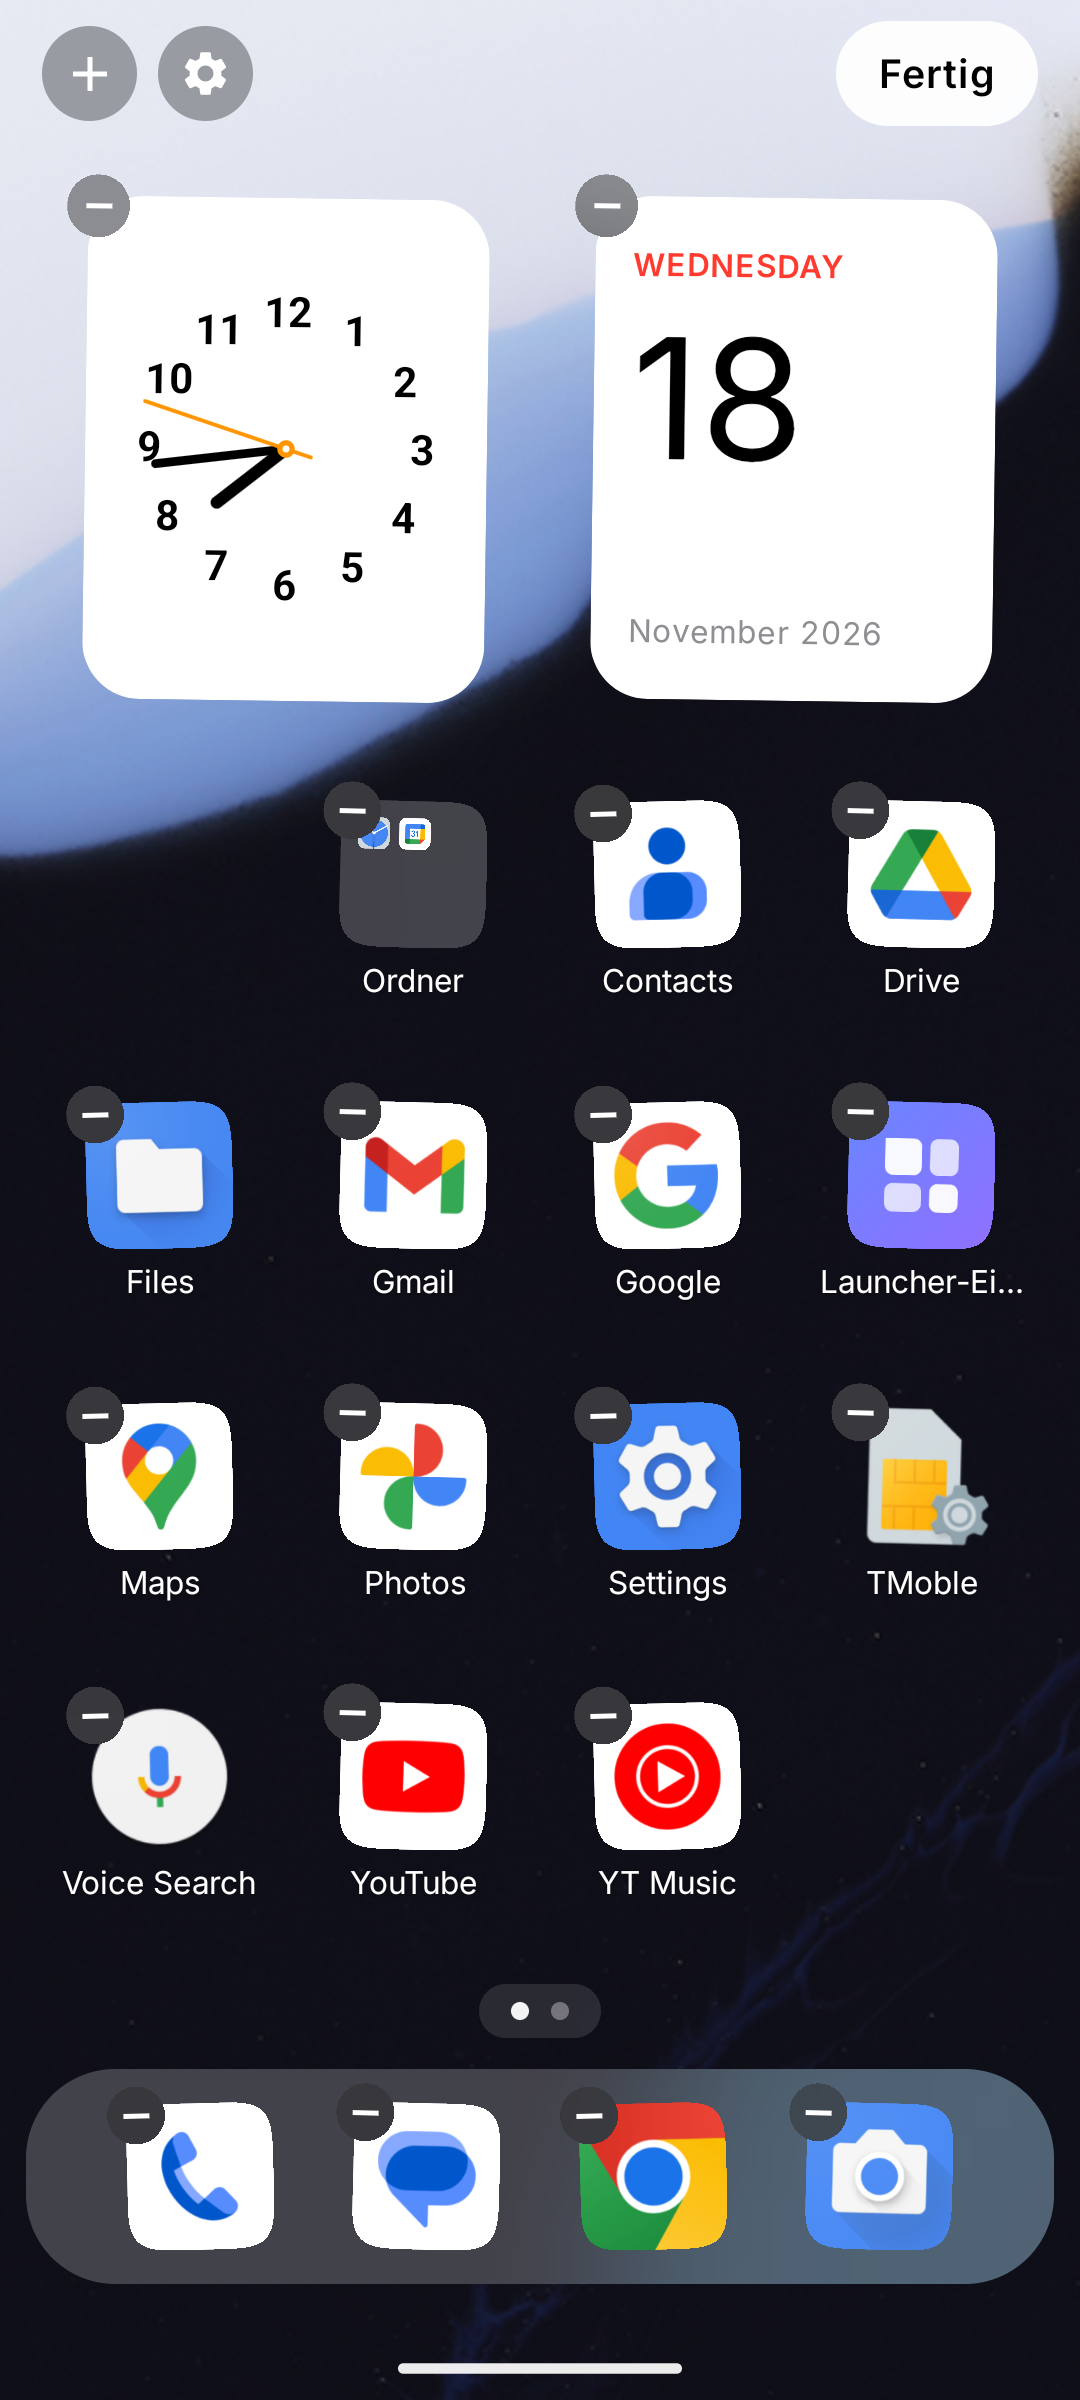 Fertig
12
11
1
10
2
9
3
8
4
7
5
6
WEDNESDAY
18
November 2026
31
Ordner
Contacts
Drive
Files
Gmail
Google
Launcher-Ei...
Maps
Photos
Settings
TMoble
Voice Search
YouTube
YT Music